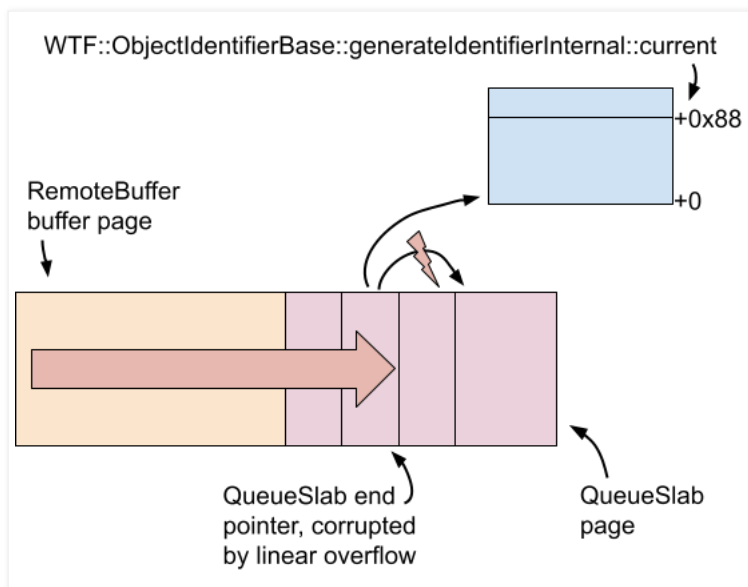 WTF::ObjectIdentifierBase::generateIdentifierInternal::current
+0x88
+0
RemoteBuffer
buffer page
QueueSlab end
pointer, corrupted
by linear overflow
QueueSlab
page